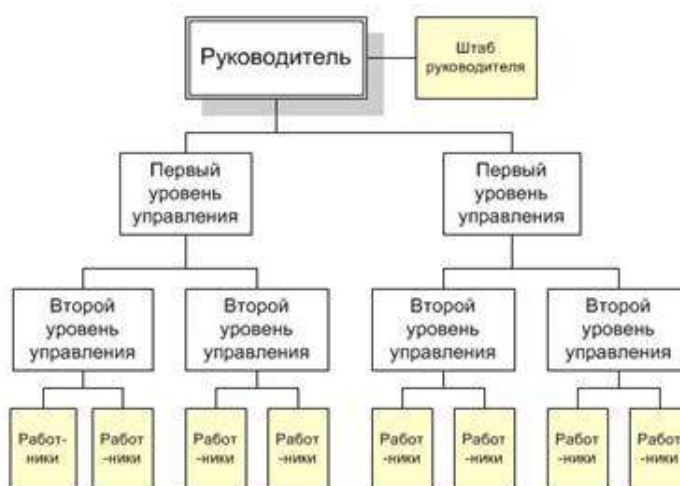 Руководитель
Штаб
руководителя
Первый
уровень
управления
Первый
уровень
управления
Второй
уровень
управления
Второй
уровень
управления
Второй
уровень
управления
Второй
уровень
управления
Работ-
ники
Работ
-ники
Работ
-ники
Работ
-ники
Работ
-ники
Работ
-ники
Работ
-ники
Работ
-ники